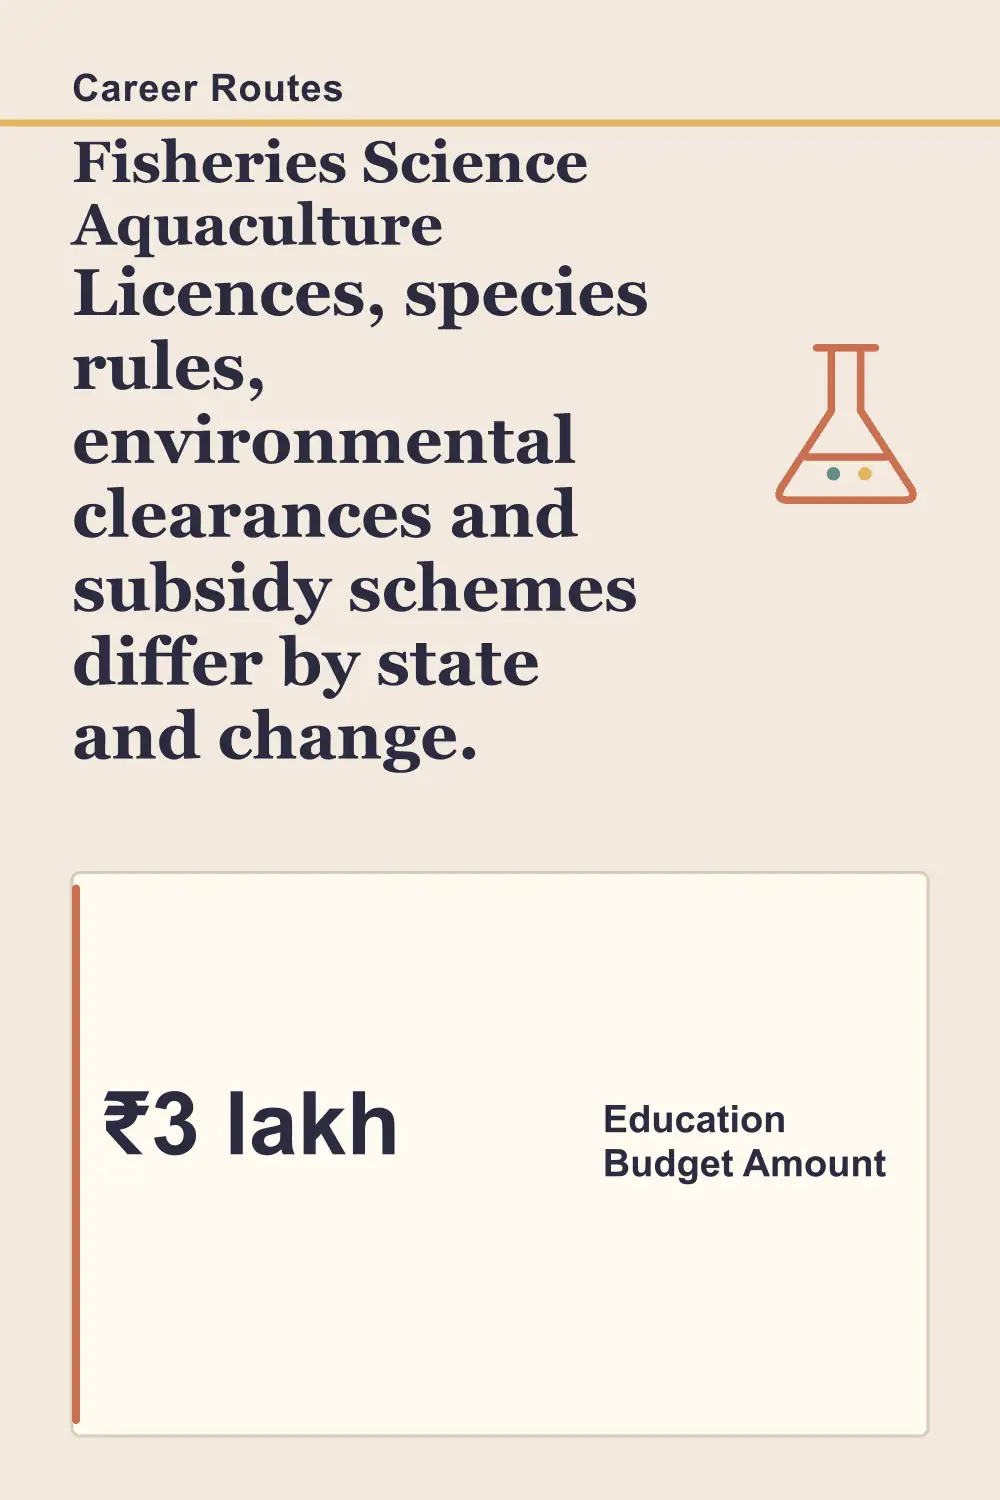 Career Routes
Fisheries Science
Aquaculture
Licences, species
rules,
environmental
clearances and
subsidy schemes
differ by state
and change.
₹3 lakh
Education
Budget Amount